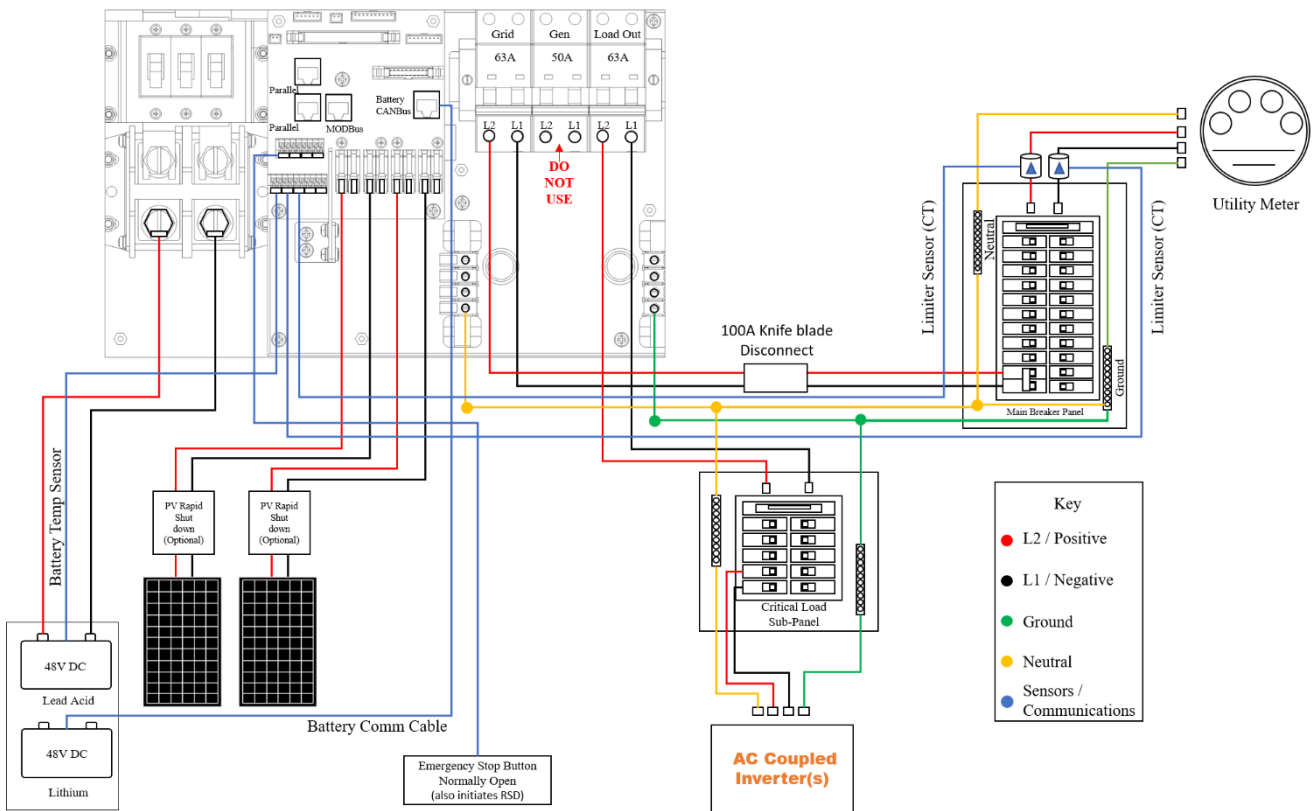 Grid
Gen
Load Out
63A
50A
63A
Parallel
Battery
CANBus
Parallel
MODBus
L2
L1
L2
L1
L2
L1
DO
NOT
USE
Utility Meter
Limiter Sensor (CT)
Neutral
Limiter Sensor (CT)
100A Knife blade
Disconnect
Ground
Main Breaker Panel
Battery Temp Sensor
PV Rapid
Shut
down
(Optional)
PV Rapid
Shut
down
(Optional)
Key
L2 / Positive
L1 / Negative
Ground
Neutral
Sensors /
Communications
Critical Load
Sub-Panel
48V DC
Lead Acid
Battery Comm Cable
48V DC
Lithium
Emergency Stop Button
Normally Open
(also initiates RSD)
AC Coupled
Inverter(s)